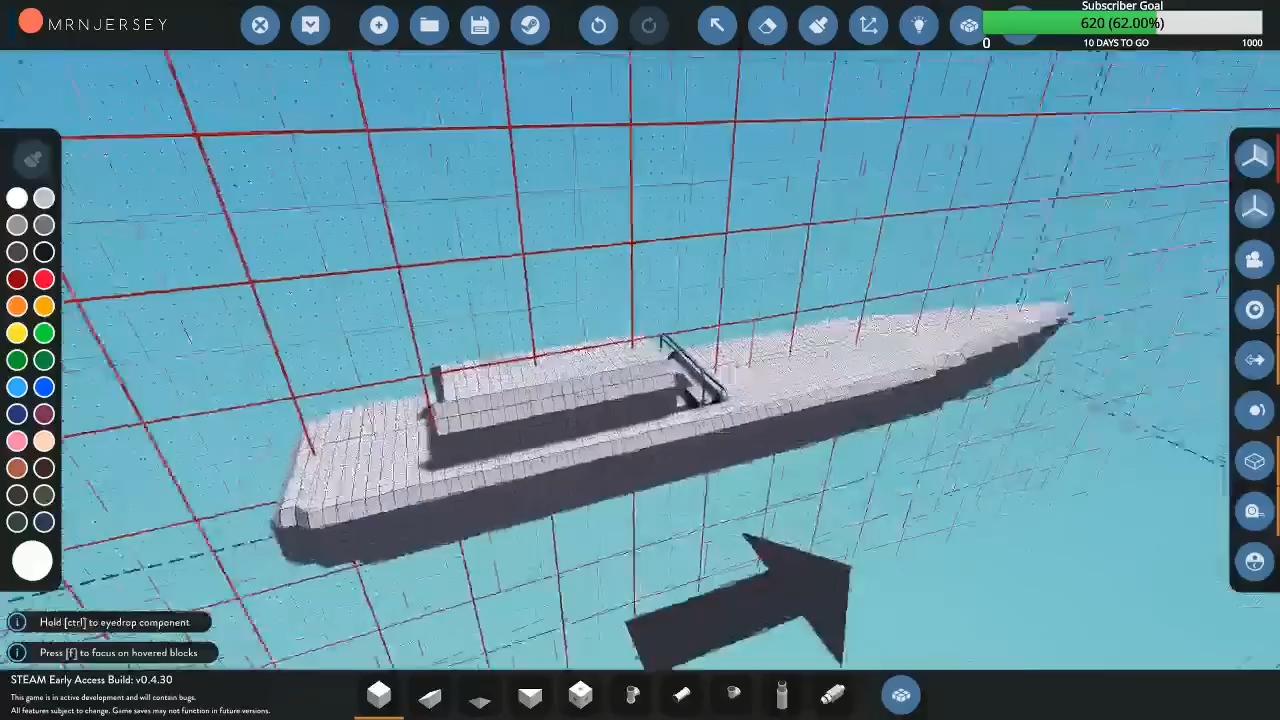 MRNJERSEY
Subscriber Goal
620 (62.00%)
0 10 DAYS TO GO 1000
Hold [ctrl] to eyedrop component
Press [f] to focus on hovered blocks
STEAM Early Access Build: v0.4.30
This game is in active development and will contain bugs.
All features subject to change. Game saves may not function in future versions.